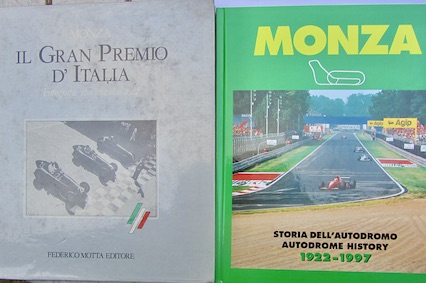 IL GRAN PREMIO
D'ITALIA
FEDERICO MOTTA EDITORE
MONZA
Agip
STORIA DELL'AUTODROMO
AUTODROME HISTORY
1922-1997